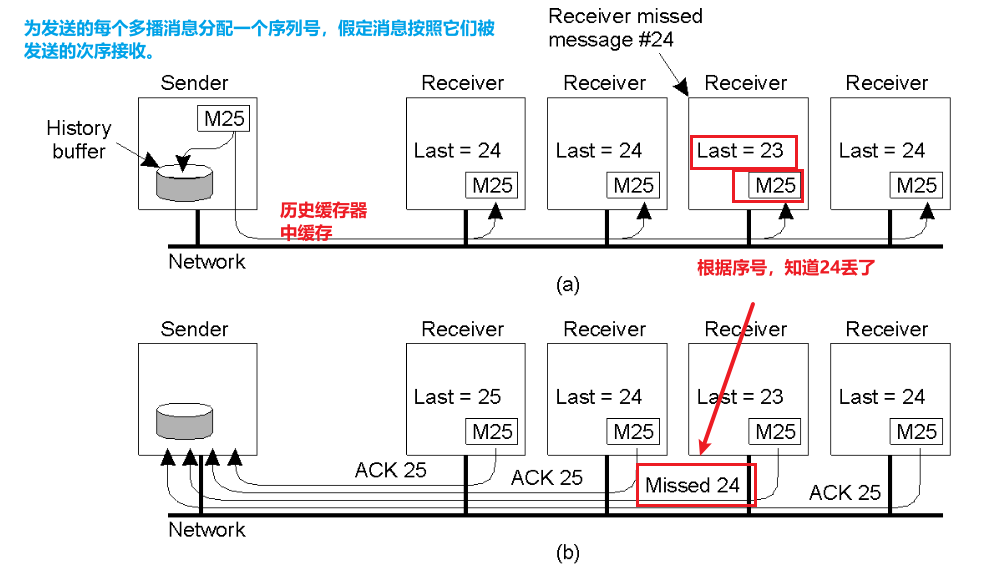 为发送的每个多播消息分配一个序列号，假定消息按照它们被
发送的次序接收。
Receiver missed
message #24
Sender
Receiver
Receiver
Receiver
Receiver
M25
History
buffer
Last = 24
Last = 24
Last = 23
Last = 24
M25
M25
M25
M25
历史缓存器
中缓存
Network
根据序号，知道24丢了
(a)
Sender
Receiver
Receiver
Receiver
Receiver
Last = 25
Last = 24
Last = 23
Last = 24
M25
M25
M25
M25
ACK 25
ACK 25
Missed 24
ACK 25
Network
(b)